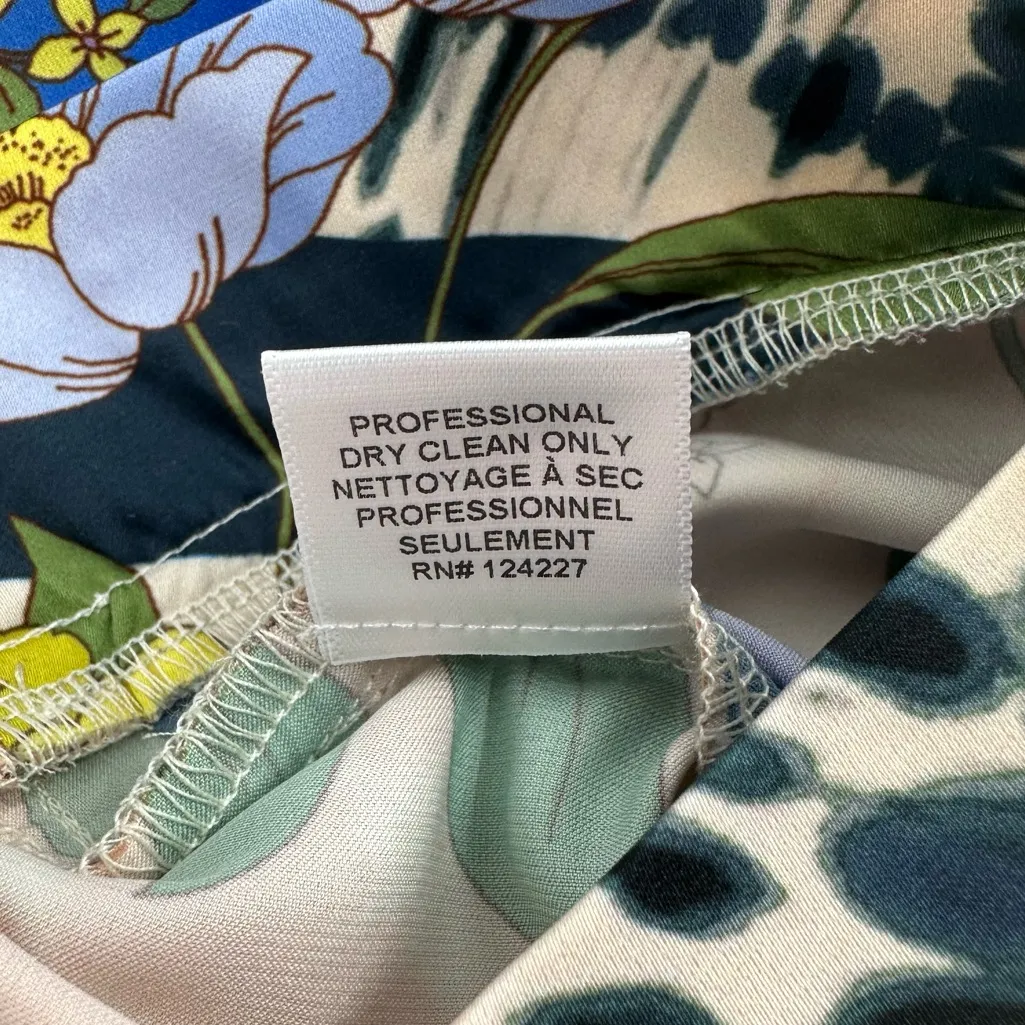 PROFESSIONAL
DRY CLEAN ONLY
NETTOYAGE À SEC
PROFESSIONNEL
SEULEMENT
RN# 124227